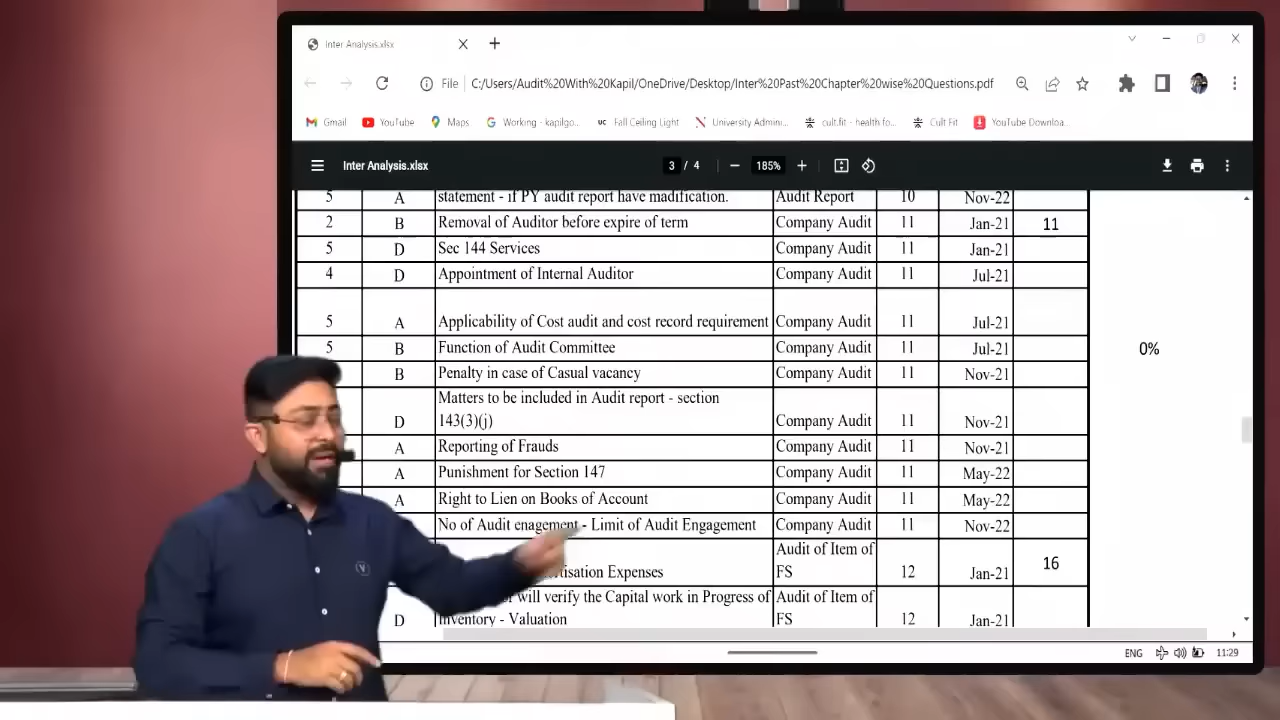 Inter Analysis.xlsx
File C:/Users/Audit%20With%20Kapil/OneDrive/Desktop/Inter%20Past%20Chapter%20wise%20Questions.pdf
Gmail YouTube Maps Working - kapilgo... UC Fall Ceiling Light University Admini... cult.fit - health fo... Cult Fit YouTube Downloa...
Inter Analysis.xlsx 3 / 4 185%
5 A statement - if PY audit report have madification. Audit Report 10 Nov-22
2 B Removal of Auditor before expire of term Company Audit 11 Jan-21 11
5 D Sec 144 Services Company Audit 11 Jan-21
4 D Appointment of Internal Auditor Company Audit 11 Jul-21
5 A Applicability of Cost audit and cost record requirement Company Audit 11 Jul-21
5 B Function of Audit Committee Company Audit 11 Jul-21 0%
B Penalty in case of Casual vacancy Company Audit 11 Nov-21
Matters to be included in Audit report - section
D 143(3)(j) Company Audit 11 Nov-21
A Reporting of Frauds Company Audit 11 Nov-21
A Punishment for Section 147 Company Audit 11 May-22
A Right to Lien on Books of Account Company Audit 11 May-22
No of Audit enagement - Limit of Audit Engagement Company Audit 11 Nov-22
Audit of Item of 16
Expenses FS 12 Jan-21
will verify the Capital work in Progress of Audit of Item of
D - Valuation FS 12 Jan-21
ENG 11:29